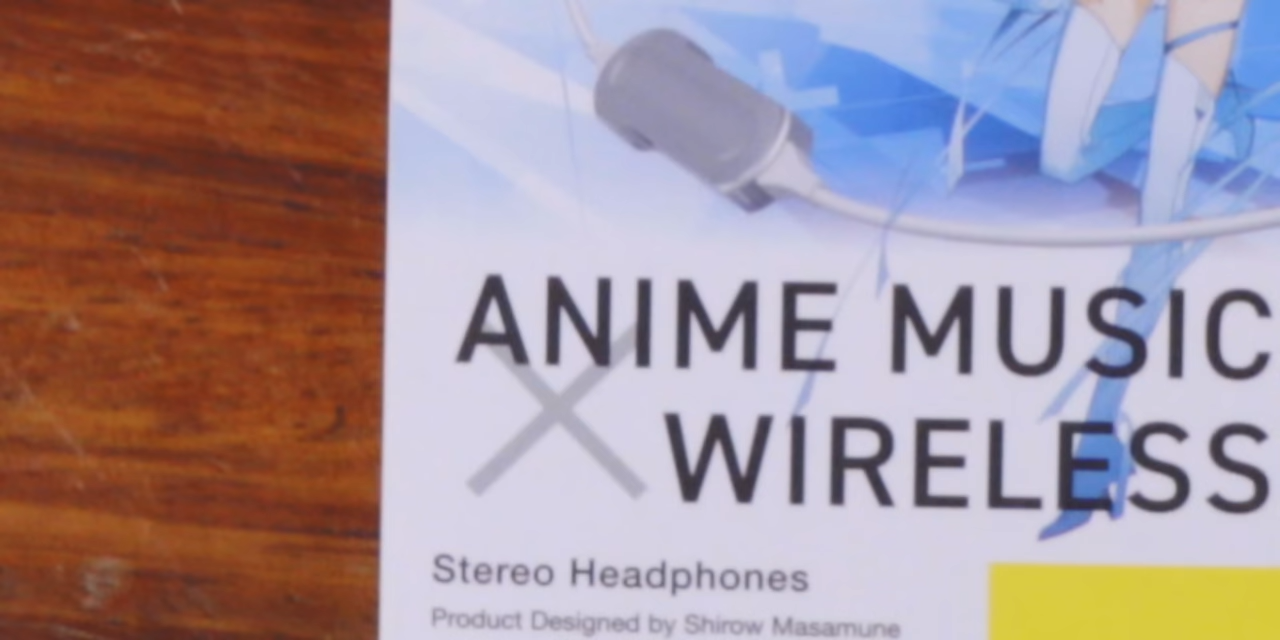 ANIME MUSIC
× WIRELESS
Stereo Headphones
Product Designed by Shirow Masamune